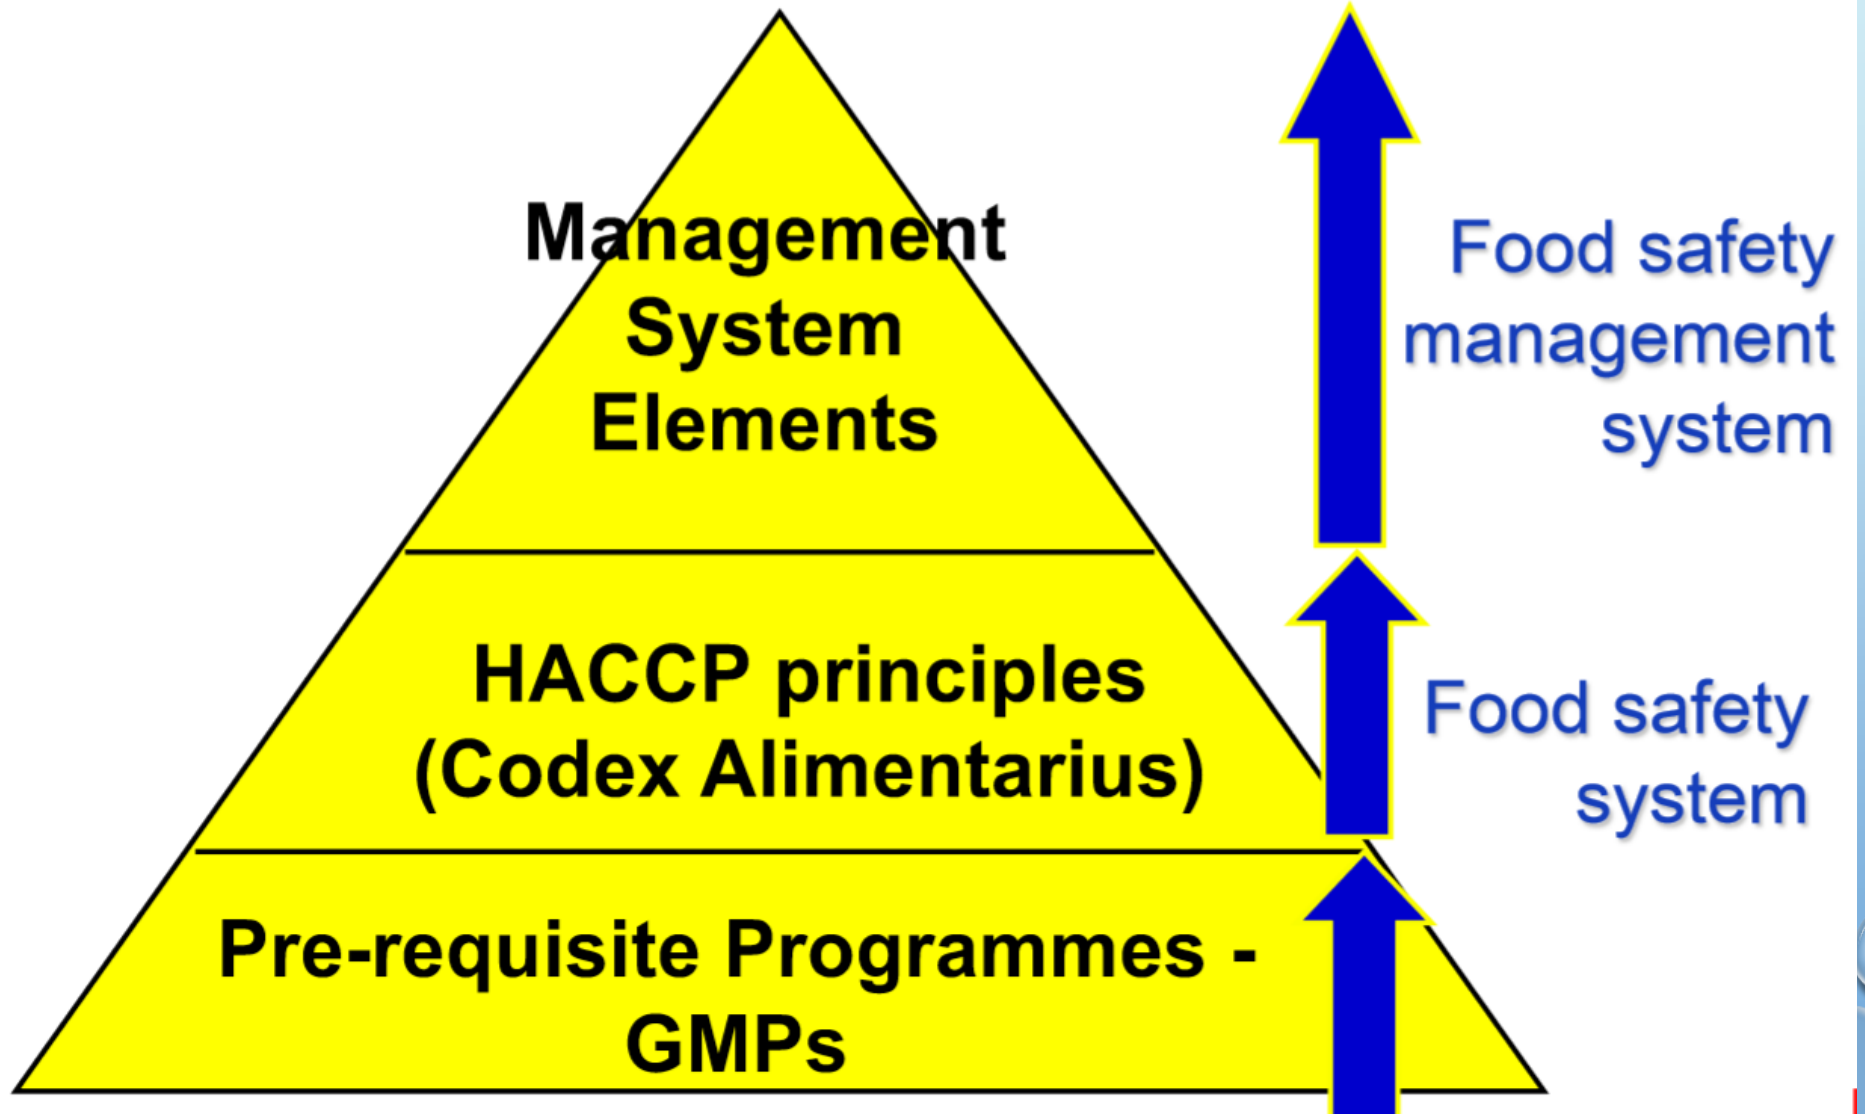 Management
System
Elements
Food safety
management
system
HACCP principles
(Codex Alimentarius)
Food safety
system
Pre-requisite Programmes -
GMPs